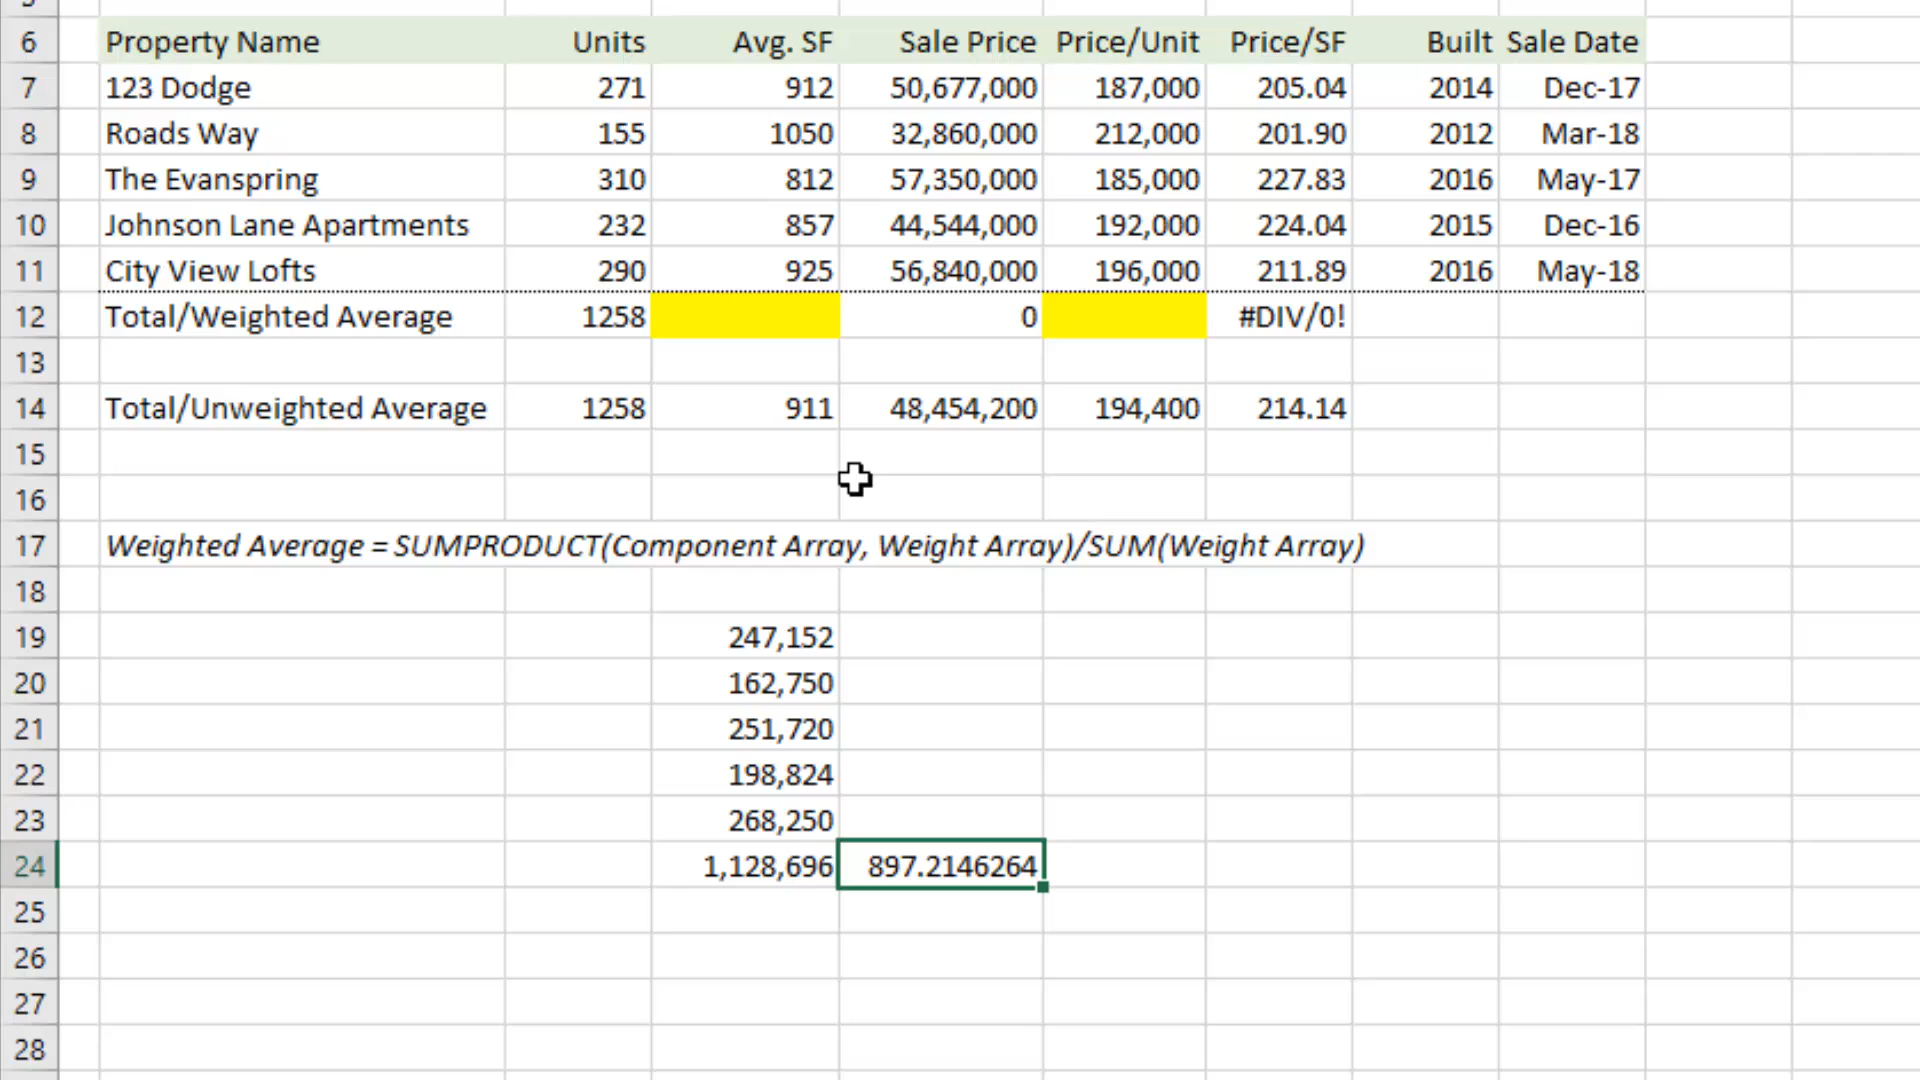 6 Property Name Units Avg. SF Sale Price Price/Unit Price/SF Built Sale Date
7 123 Dodge 271 912 50,677,000 187,000 205.04 2014 Dec-17
8 Roads Way 155 1050 32,860,000 212,000 201.90 2012 Mar-18
9 The Evanspring 310 812 57,350,000 185,000 227.83 2016 May-17
10 Johnson Lane Apartments 232 857 44,544,000 192,000 224.04 2015 Dec-16
11 City View Lofts 290 925 56,840,000 196,000 211.89 2016 May-18
12 Total/Weighted Average 1258 0 #DIV/0!
13
14 Total/Unweighted Average 1258 911 48,454,200 194,400 214.14
15
16
17 Weighted Average = SUMPRODUCT(Component Array, Weight Array)/SUM(Weight Array)
18
19 247,152
20 162,750
21 251,720
22 198,824
23 268,250
24 1,128,696 897.2146264
25
26
27
28